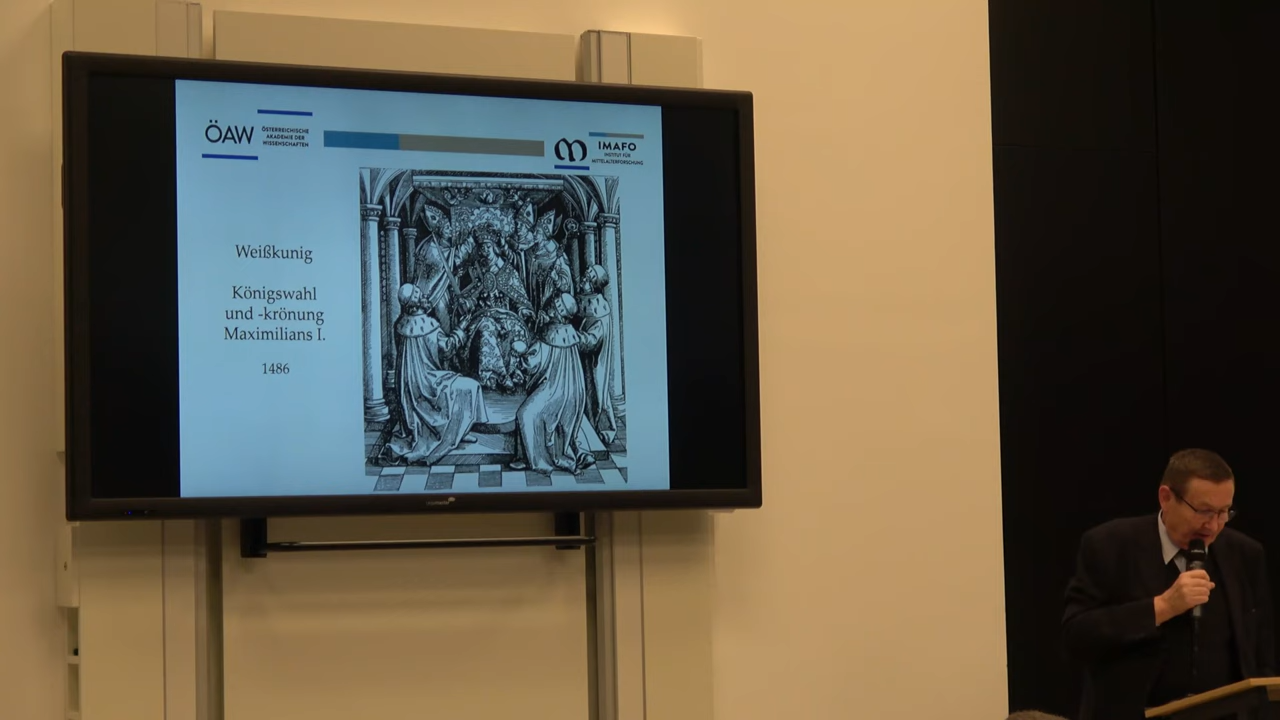 ÖAW
ÖSTERREICHISCHE
AKADEMIE DER
WISSENSCHAFTEN
IMAFO
INSTITUT FÜR
MITTELALTERFORSCHUNG
Weißkunig
Königswahl
und -krönung
Maximilians I.
1486